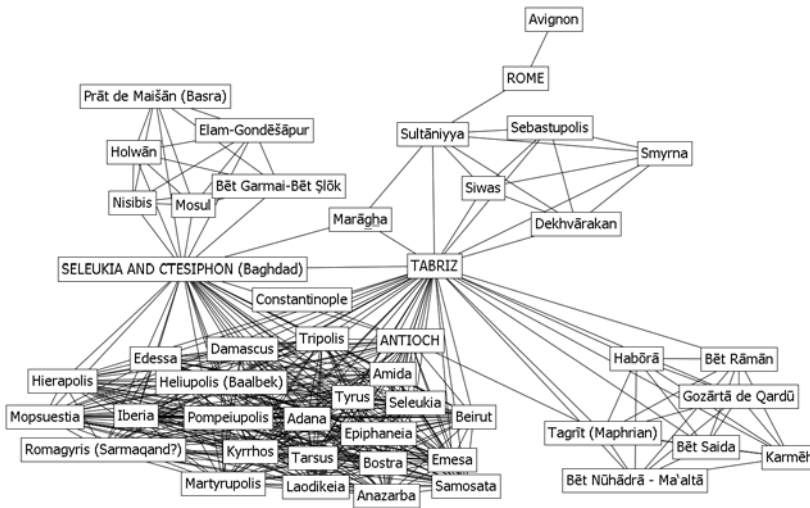 Avignon
ROME
Prāt de Maišān (Basra)
Elam-Gondēšāpur
Sultāniyya
Sebastupolis
Holwān
Smyrna
Bēt Garmai-Bēt Ṣlōk
Siwas
Nisibis
Mosul
Marāgha
Dekhvārakan
SELEUKIA AND CTESIPHON (Baghdad)
TABRIZ
Constantinople
Tripolis
ANTIOCH
Damascus
Edessa
Habōrā
Bēt Rāmān
Hierapolis
Heliupolis (Baalbek)
Amida
Tyrus
Seleukia
Gozārtā de Qardū
Mopsuestia
Iberia
Pompeiupolis
Adana
Beirut
Epiphaneia
Tagrīt (Maphrian)
Romagyris (Sarmaqand?)
Kyrrhos
Tarsus
Bostra
Emesa
Bēt Saida
Karmēh
Martyrupolis
Laodikeia
Anazarba
Samosata
Bēt Nūhādrā - Ma'altā